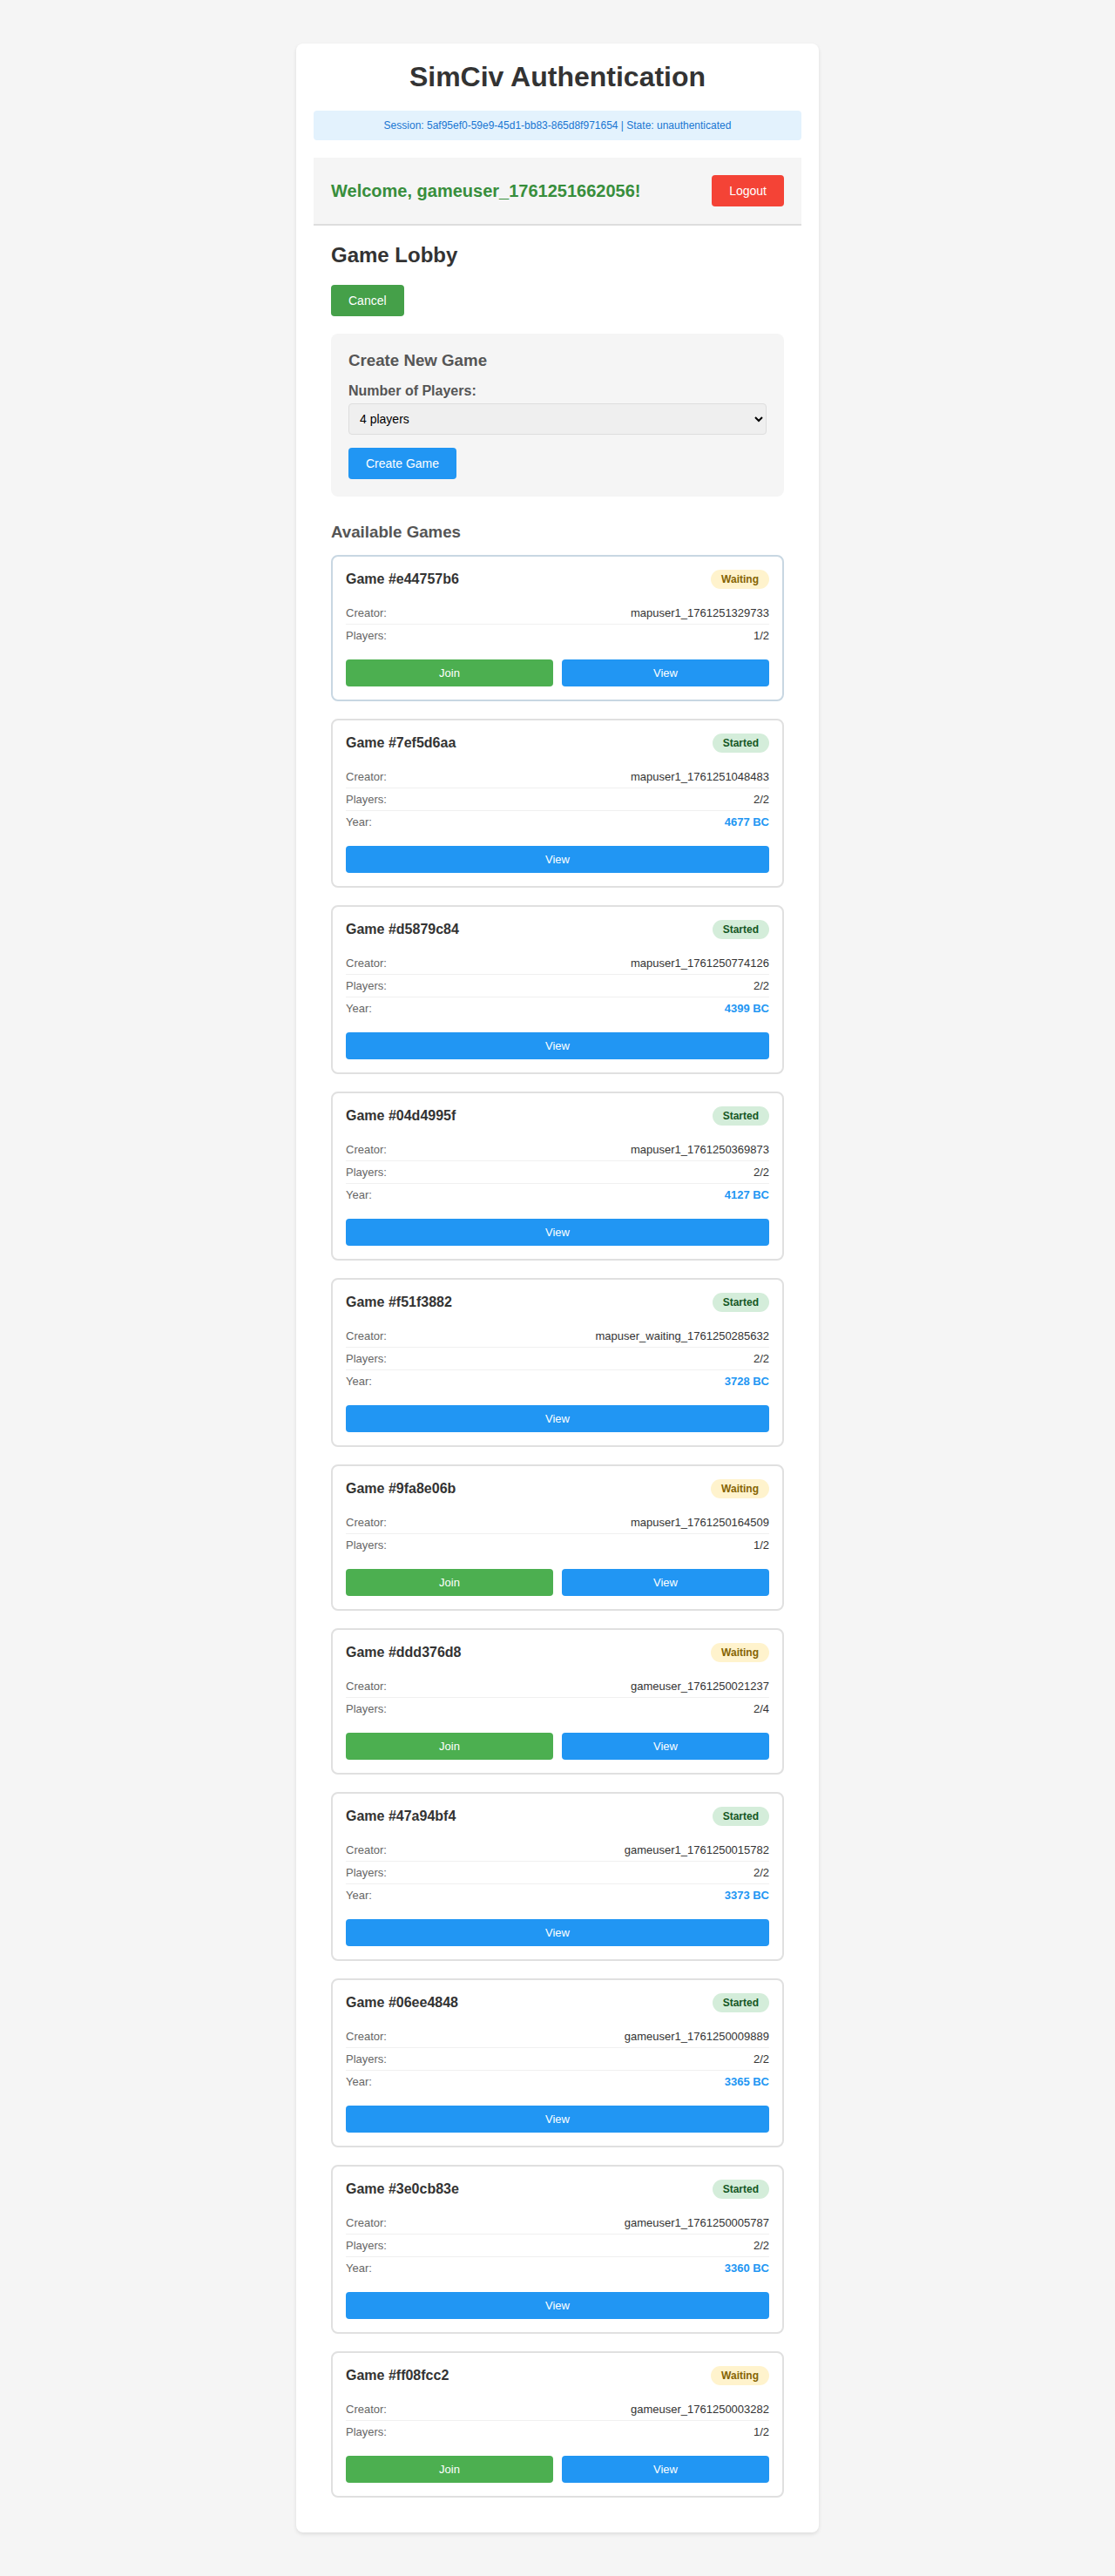 SimCiv Authentication
Session: 5af95ef0-59e9-45d1-bb83-865d8f971654 | State: unauthenticated
Welcome, gameuser_1761251662056!
Logout
Game Lobby
Cancel
Create New Game
Number of Players:
4 players
Create Game
Available Games
Game #e44757b6
Waiting
Creator: mapuser1_1761251329733
Players: 1/2
Join View
Game #7ef5d6aa
Started
Creator: mapuser1_1761251048483
Players: 2/2
Year: 4677 BC
View
Game #d5879c84
Started
Creator: mapuser1_1761250774126
Players: 2/2
Year: 4399 BC
View
Game #04d4995f
Started
Creator: mapuser1_1761250369873
Players: 2/2
Year: 4127 BC
View
Game #f51f3882
Started
Creator: mapuser_waiting_1761250285632
Players: 2/2
Year: 3728 BC
View
Game #9fa8e06b
Waiting
Creator: mapuser1_1761250164509
Players: 1/2
Join View
Game #ddd376d8
Waiting
Creator: gameuser_1761250021237
Players: 2/4
Join View
Game #47a94bf4
Started
Creator: gameuser1_1761250015782
Players: 2/2
Year: 3373 BC
View
Game #06ee4848
Started
Creator: gameuser1_1761250009889
Players: 2/2
Year: 3365 BC
View
Game #3e0cb83e
Started
Creator: gameuser1_1761250005787
Players: 2/2
Year: 3360 BC
View
Game #ff08fcc2
Waiting
Creator: gameuser_1761250003282
Players: 1/2
Join View